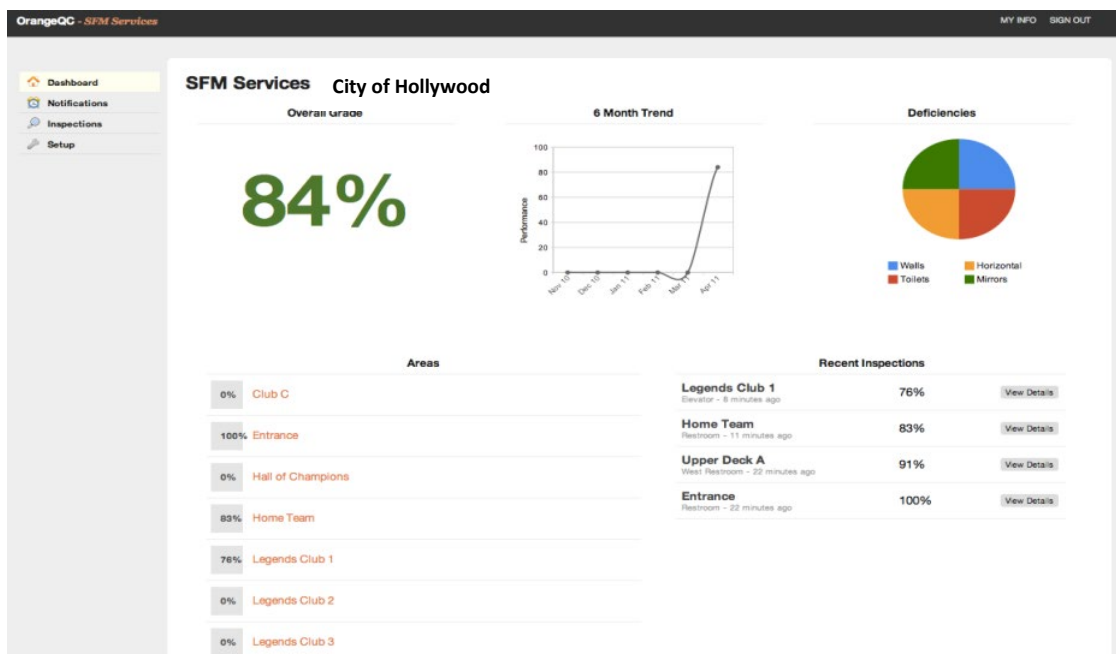 OrangeQC - SFM Services
MY INFO SIGN OUT
Dashboard
Notifications
Inspections
Setup
SFM Services City of Hollywood
Overall Grade
84%
6 Month Trend
100
80
60
40
20
0
Performance
Nov 10 Dec 10 Jan 11 Feb 11 Mar 11 Apr 11
Deficiencies
Walls Horizontal
Toilets Mirrors
Areas
0% Club C
100% Entrance
0% Hall of Champions
83% Home Team
76% Legends Club 1
0% Legends Club 2
0% Legends Club 3
Recent Inspections
Legends Club 1 76% View Details
Elevator - 8 minutes ago
Home Team 83% View Details
Restroom - 11 minutes ago
Upper Deck A 91% View Details
West Restroom - 22 minutes ago
Entrance 100% View Details
Restroom - 22 minutes ago